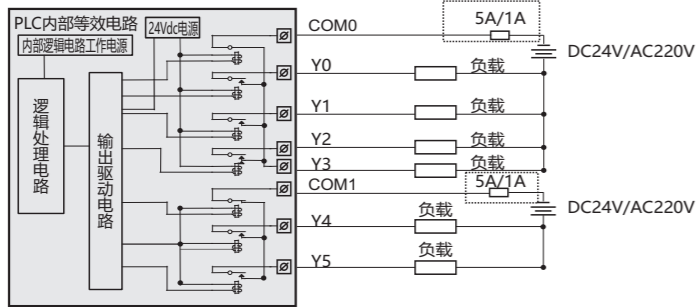 PLC内部等效电路
24Vdc电源
内部逻辑电路工作电源
逻辑处理电路
输出驱动电路
COM0
5A/1A
DC24V/AC220V
Y0
负载
Y1
负载
Y2
负载
Y3
负载
COM1
5A/1A
DC24V/AC220V
Y4
负载
Y5
负载